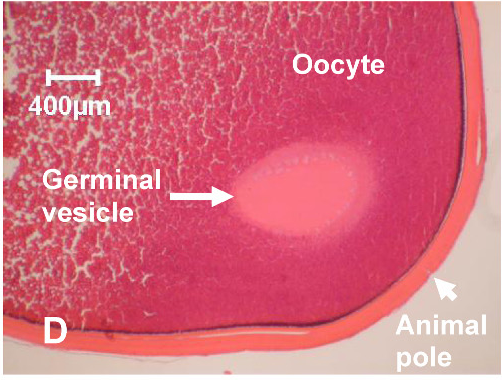 Oocyte
400µm
Germinal
vesicle
D
Animal
pole